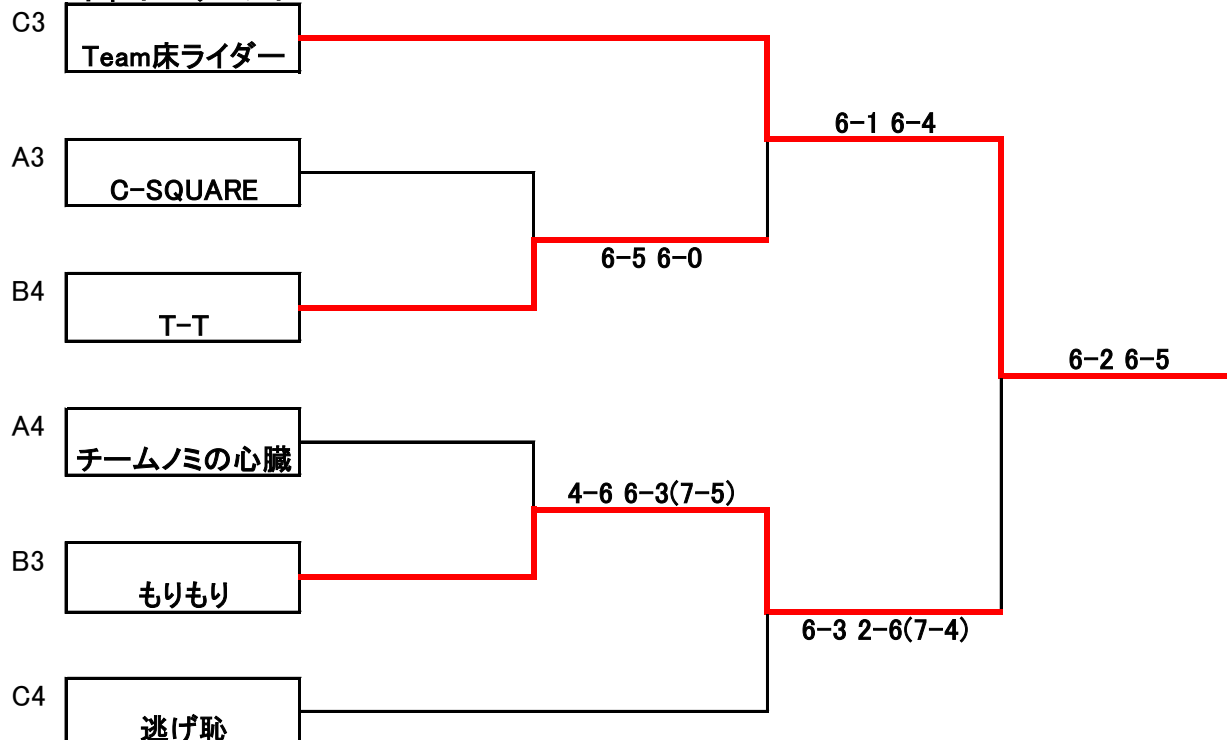 C3
Team床ライダー
6-1 6-4
A3
C-SQUARE
6-5 6-0
B4
T-T
6-2 6-5
A4
チームノミの心臓
4-6 6-3(7-5)
B3
もりもり
6-3 2-6(7-4)
C4
逃げ恥